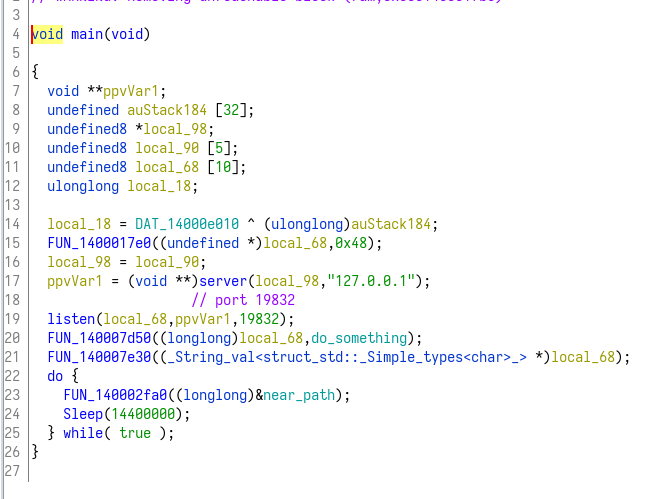 3
4 void main(void)
5
6 {
7 void **ppvVar1;
8 undefined auStack184 [32];
9 undefined8 *local_98;
10 undefined8 local_90 [5];
11 undefined8 local_68 [10];
12 ulonglong local_18;
13
14 local_18 = DAT_14000e010 ^ (ulonglong)auStack184;
15 FUN_1400017e0((undefined *)local_68,0x48);
16 local_98 = local_90;
17 ppvVar1 = (void **)server(local_98,"127.0.0.1");
18 // port 19832
19 listen(local_68,ppvVar1,19832);
20 FUN_140007d50((longlong)local_68,do_something);
21 FUN_140007e30((_String_val<struct_std::_Simple_types<char>_> *)local_68);
22 do {
23 FUN_140002fa0((longlong)&near_path);
24 Sleep(14400000);
25 } while( true );
26 }
27